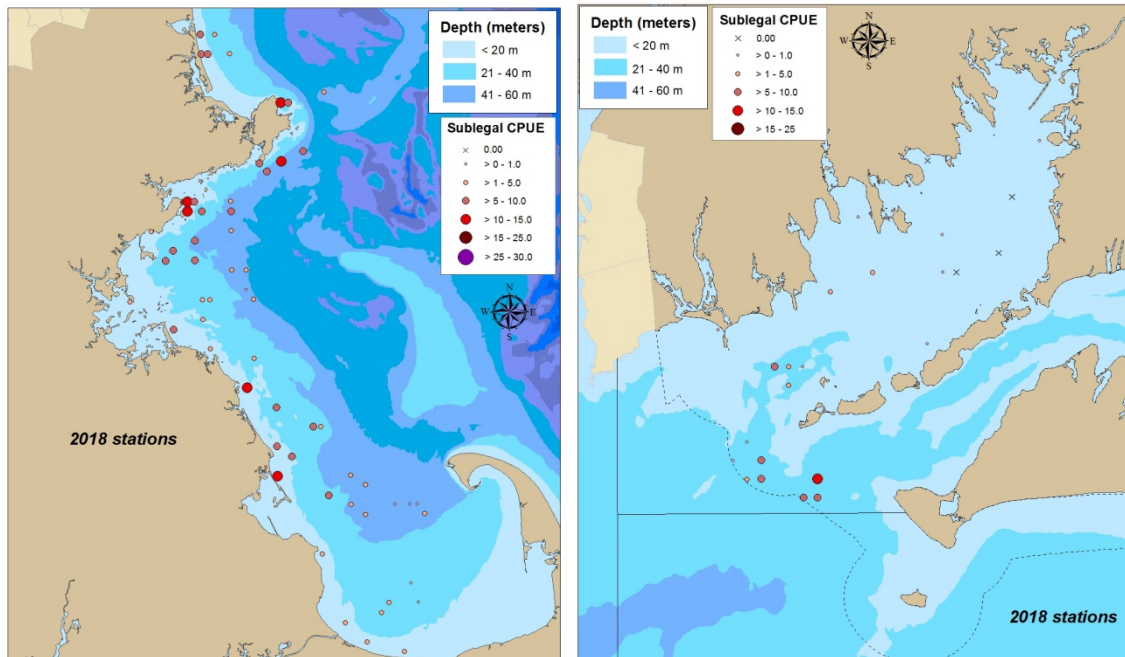 Depth (meters)
< 20 m
21 - 40 m
41 - 60 m
Sublegal CPUE
0.00
> 0 - 1.0
> 1 - 5.0
> 5 - 10.0
> 10 - 15.0
> 15 - 25.0
> 25 - 30.0
N
W E
S
2018 stations
Depth (meters)
< 20 m
21 - 40 m
41 - 60 m
Sublegal CPUE
0.00
> 0 - 1.0
> 1 - 5.0
> 5 - 10.0
> 10 - 15.0
> 15 - 25
N
W E
S
2018 stations